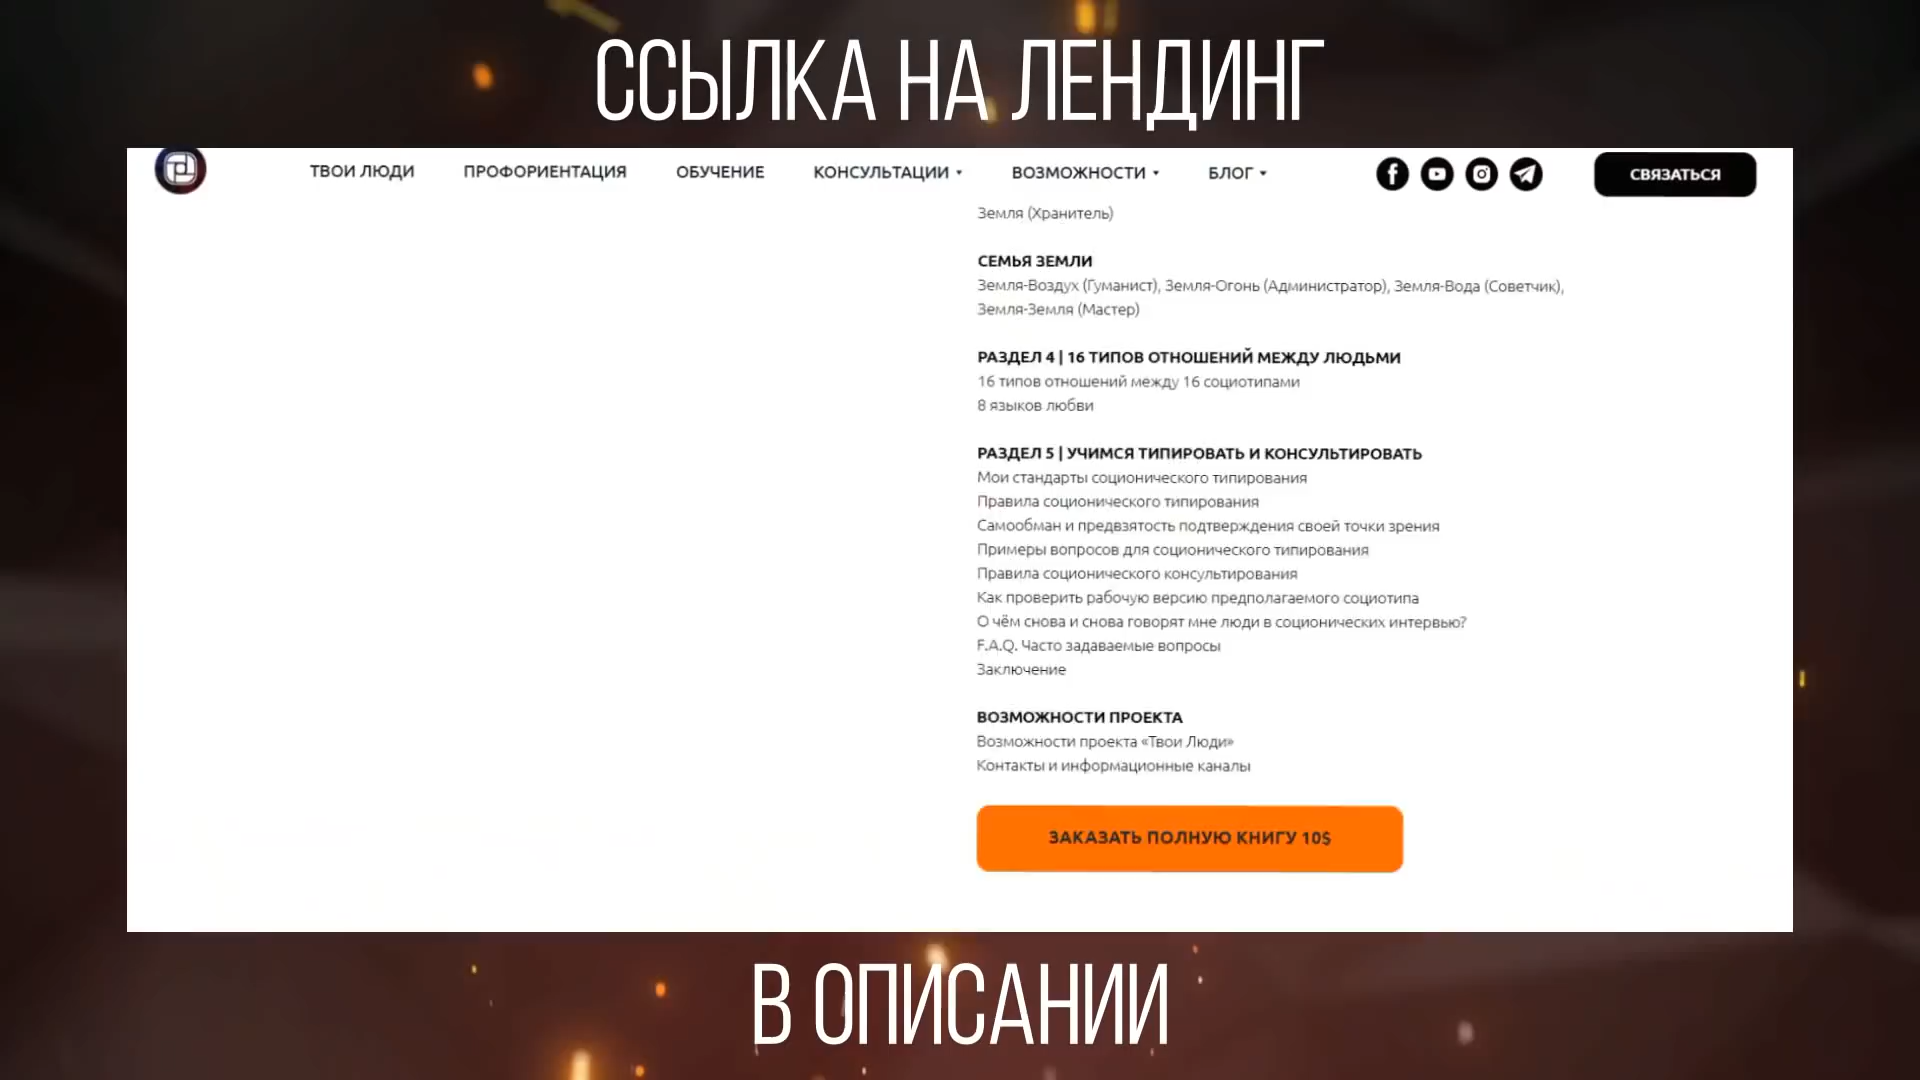 ССЫЛКА НА ЛЕНДИНГ
ТВОИ ЛЮДИ ПРОФОРИЕНТАЦИЯ ОБУЧЕНИЕ КОНСУЛЬТАЦИИ ВОЗМОЖНОСТИ БЛОГ СВЯЗАТЬСЯ
Земля (Хранитель)
СЕМЬЯ ЗЕМЛИ
Земля-Воздух (Гуманист), Земля-Огонь (Администратор), Земля-Вода (Советчик),
Земля-Земля (Мастер)
РАЗДЕЛ 4 | 16 ТИПОВ ОТНОШЕНИЙ МЕЖДУ ЛЮДЬМИ
16 типов отношений между 16 социотипами
8 языков любви
РАЗДЕЛ 5 | УЧИМСЯ ТИПИРОВАТЬ И КОНСУЛЬТИРОВАТЬ
Мои стандарты соционического типирования
Правила соционического типирования
Самообман и предвзятость подтверждения своей точки зрения
Примеры вопросов для соционического типирования
Правила соционического консультирования
Как проверить рабочую версию предполагаемого социотипа
О чём снова и снова говорят мне люди в соционических интервью?
F.A.Q. Часто задаваемые вопросы
Заключение
ВОЗМОЖНОСТИ ПРОЕКТА
Возможности проекта «Твои Люди»
Контакты и информационные каналы
ЗАКАЗАТЬ ПОЛНУЮ КНИГУ 10$
В ОПИСАНИИ